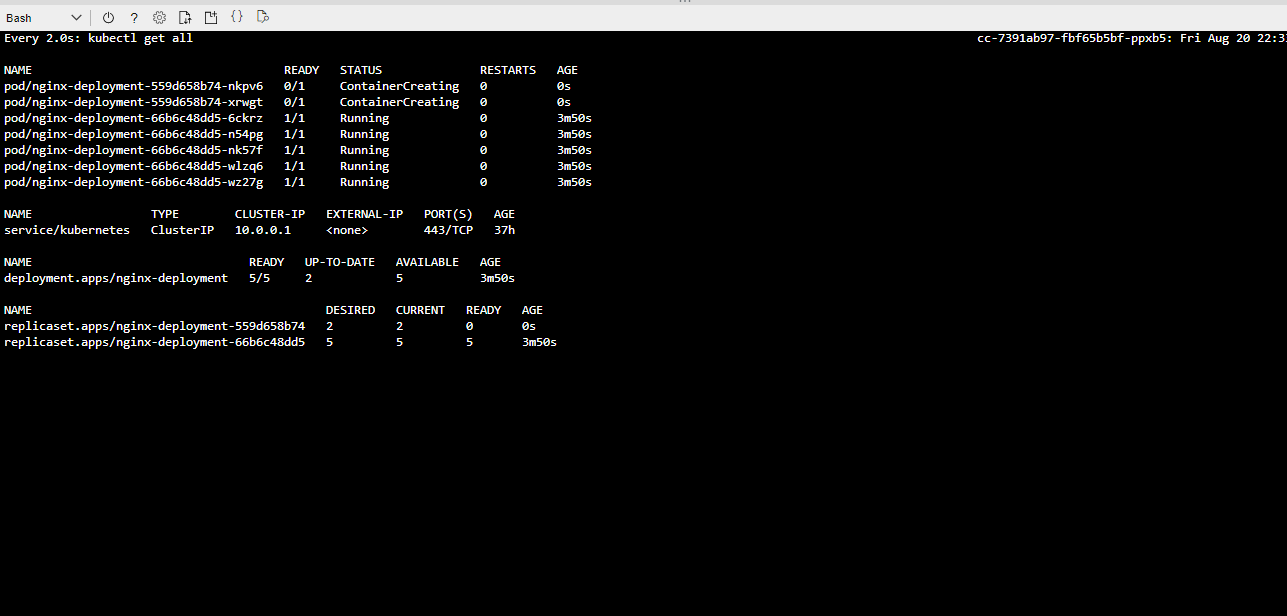 Bash ?  {}
Every 2.0s: kubectl get all cc-7391ab97-fbf65b5bf-ppxb5: Fri Aug 20 22:3
NAME READY STATUS RESTARTS AGE
pod/nginx-deployment-559d658b74-nkpv6 0/1 ContainerCreating 0 0s
pod/nginx-deployment-559d658b74-xrwgt 0/1 ContainerCreating 0 0s
pod/nginx-deployment-66b6c48dd5-6ckrz 1/1 Running 0 3m50s
pod/nginx-deployment-66b6c48dd5-n54pg 1/1 Running 0 3m50s
pod/nginx-deployment-66b6c48dd5-nk57f 1/1 Running 0 3m50s
pod/nginx-deployment-66b6c48dd5-wlzq6 1/1 Running 0 3m50s
pod/nginx-deployment-66b6c48dd5-wz27g 1/1 Running 0 3m50s
NAME TYPE CLUSTER-IP EXTERNAL-IP PORT(S) AGE
service/kubernetes ClusterIP 10.0.0.1 <none> 443/TCP 37h
NAME READY UP-TO-DATE AVAILABLE AGE
deployment.apps/nginx-deployment 5/5 2 5 3m50s
NAME DESIRED CURRENT READY AGE
replicaset.apps/nginx-deployment-559d658b74 2 2 0 0s
replicaset.apps/nginx-deployment-66b6c48dd5 5 5 5 3m50s